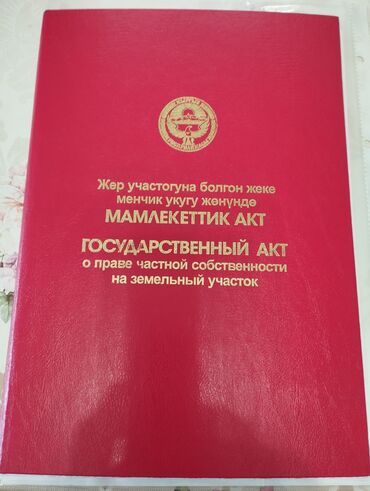 Жер участогуна болгон жеке
менчик укугу жөнүндө
МАМЛЕКЕТТИК АКТ
ГОСУДАРСТВЕННЫЙ АКТ
о праве частной собственности
на земельный участок